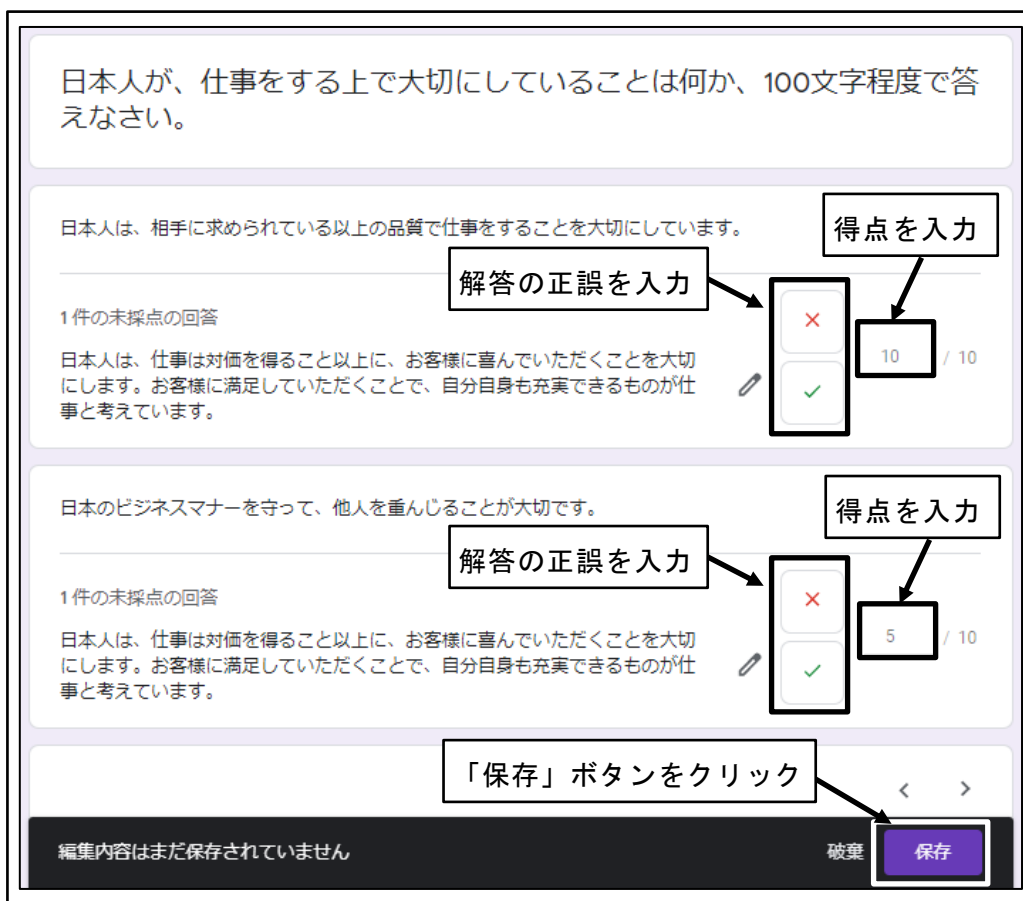 日本人が、仕事をする上で大切にしていることは何か、100文字程度で答
えなさい。
日本人は、相手に求められている以上の品質で仕事をすることを大切にしています。
得点を入力
解答の正誤を入力
1件の未採点の回答
10 / 10
日本人は、仕事は対価を得ること以上に、お客様に喜んでいただくことを大切
にします。お客様に満足していただくことで、自分自身も充実できるものが仕
事と考えています。
日本のビジネスマナーを守って、他人を重んじることが大切です。
得点を入力
解答の正誤を入力
1件の未採点の回答
5 / 10
日本人は、仕事は対価を得ること以上に、お客様に喜んでいただくことを大切
にします。お客様に満足していただくことで、自分自身も充実できるものが仕
事と考えています。
「保存」ボタンをクリック
編集内容はまだ保存されていません
破棄
保存